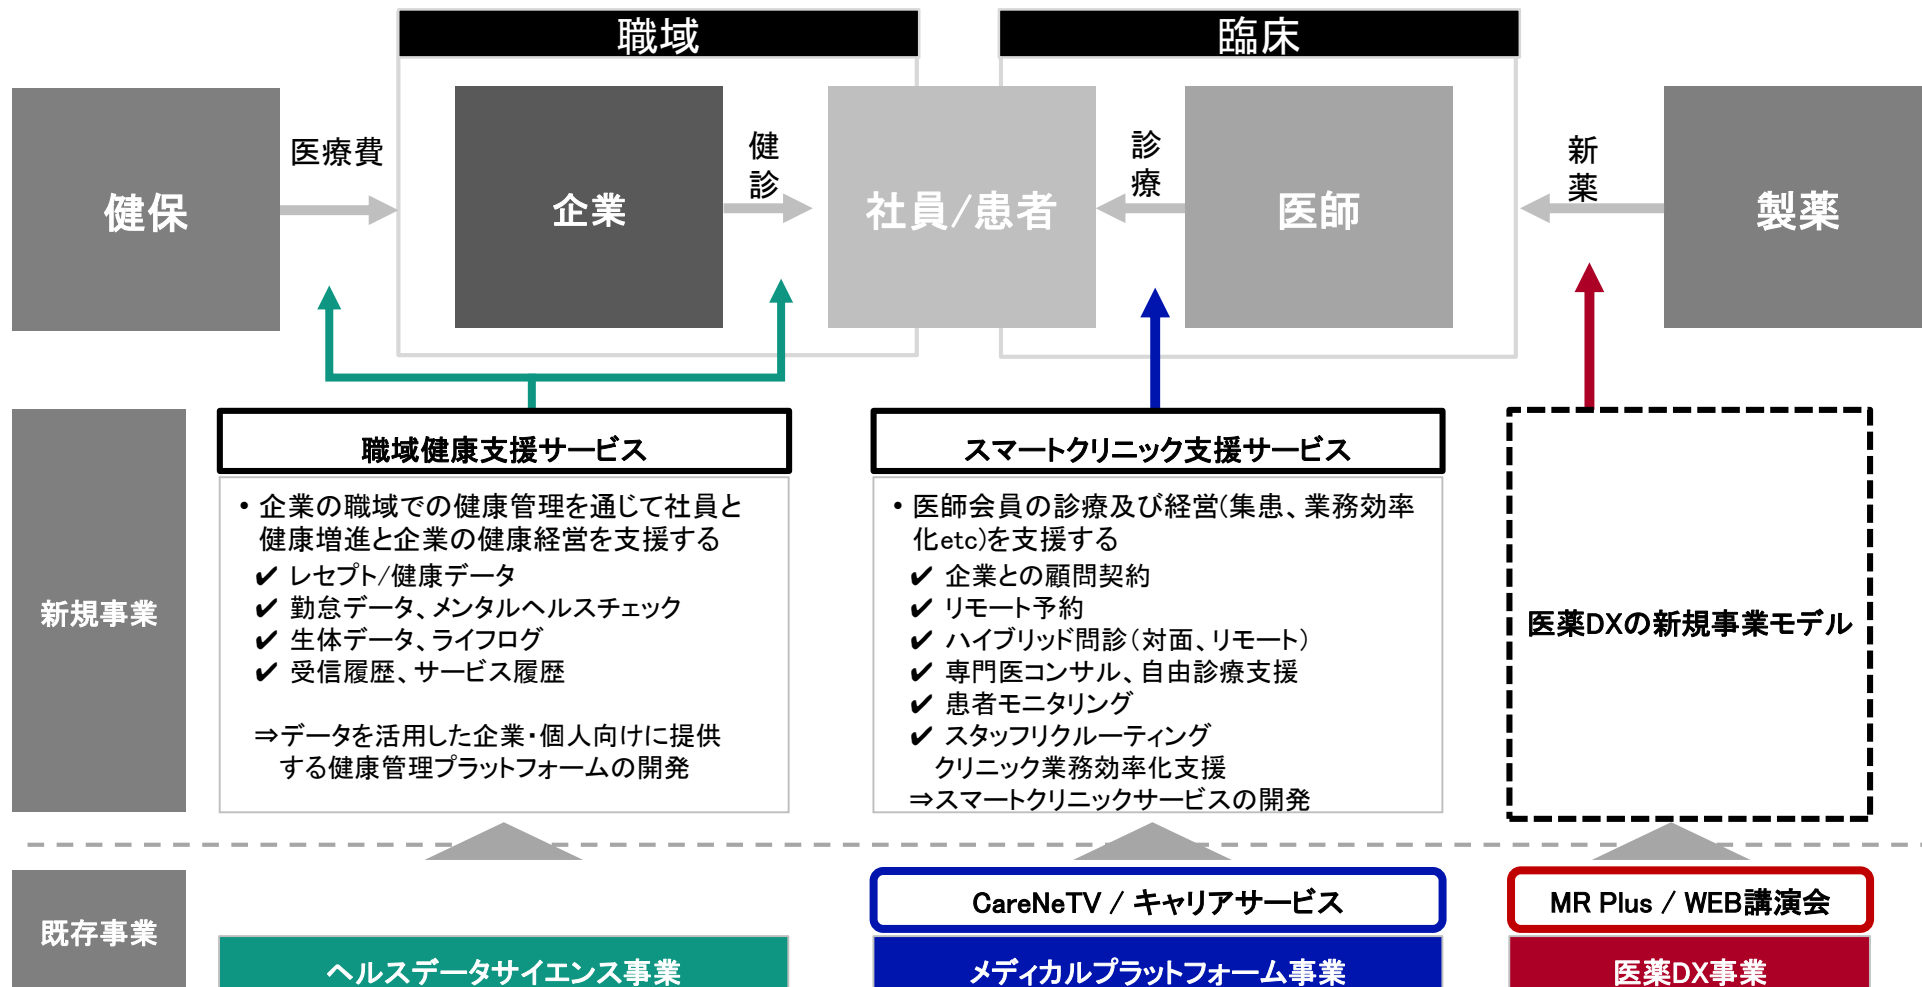 職域
臨床
健保
医療費
企業
健診
社員/患者
診療
医師
新薬
製薬
新規事業
職域健康支援サービス
• 企業の職域での健康管理を通じて社員と
健康増進と企業の健康経営を支援する
✔ レセプト/健康データ
✔ 勤怠データ、メンタルヘルスチェック
✔ 生体データ、ライフログ
✔ 受信履歴、サービス履歴
⇒データを活用した企業・個人向けに提供
する健康管理プラットフォームの開発
スマートクリニック支援サービス
• 医師会員の診療及び経営(集患、業務効率
化etc)を支援する
✔ 企業との顧問契約
✔ リモート予約
✔ ハイブリッド問診(対面、リモート)
✔ 専門医コンサル、自由診療支援
✔ 患者モニタリング
✔ スタッフリクルーティング
クリニック業務効率化支援
⇒スマートクリニックサービスの開発
医薬DXの新規事業モデル
既存事業
ヘルスデータサイエンス事業
CareNeTV / キャリアサービス
メディカルプラットフォーム事業
MR Plus / WEB講演会
医薬DX事業